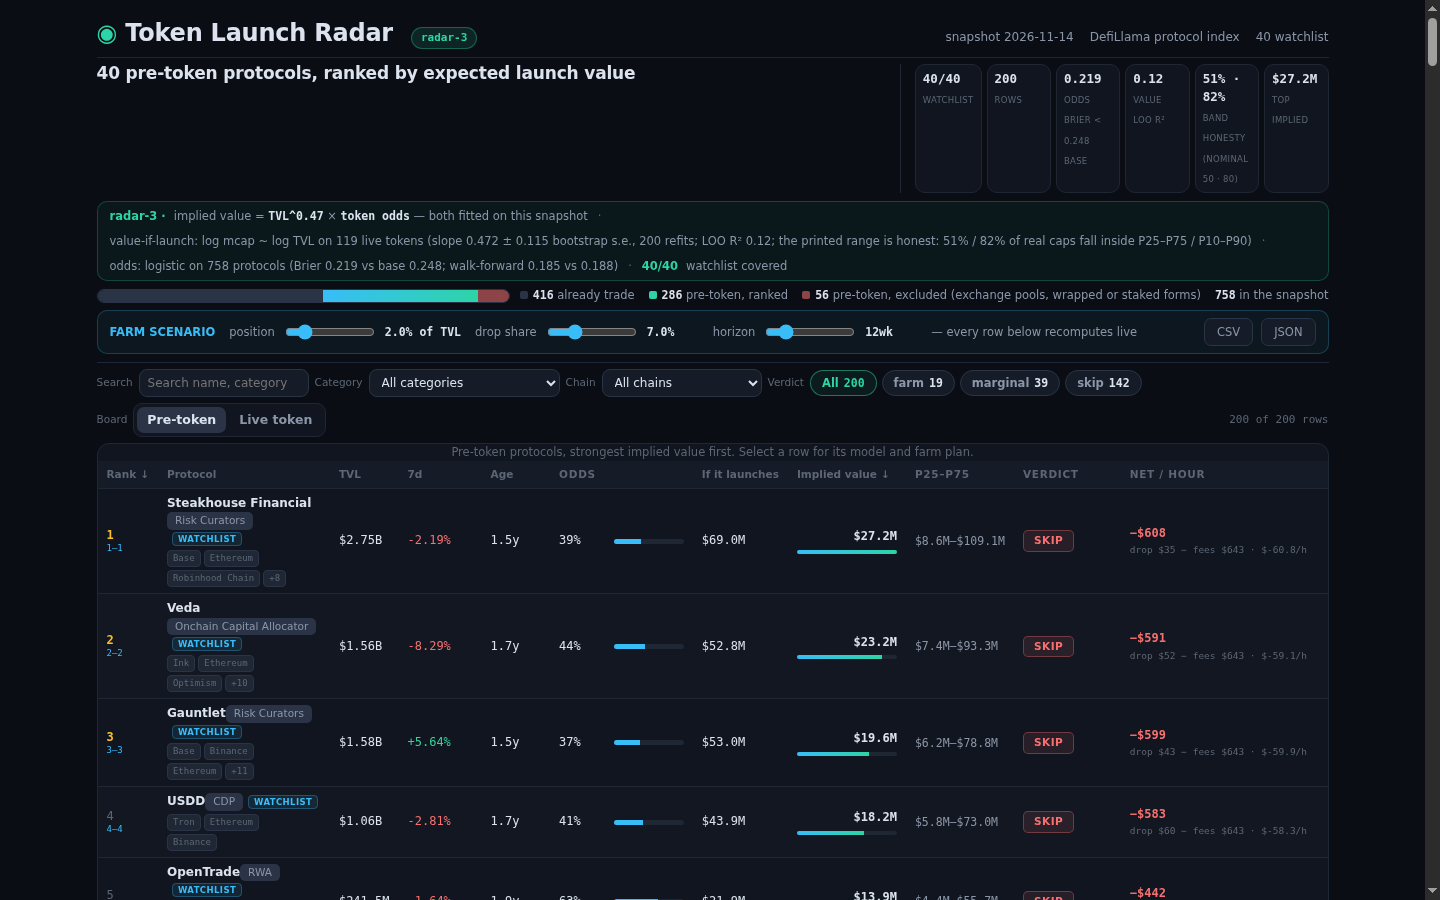 ◉ Token Launch Radar radar-3 snapshot 2026-11-14 DefiLlama protocol index 40 watchlist
40 pre-token protocols, ranked by expected launch value
40/40 WATCHLIST
200 ROWS
0.219 ODDS BRIER < 0.248 BASE
0.12 VALUE LOO R²
51% · 82% BAND HONESTY (NOMINAL 50 · 80)
$27.2M TOP IMPLIED
radar-3 · implied value = TVL^0.47 × token odds — both fitted on this snapshot ·
value-if-launch: log mcap ~ log TVL on 119 live tokens (slope 0.472 ± 0.115 bootstrap s.e., 200 refits; LOO R² 0.12; the printed range is honest: 51% / 82% of real caps fall inside P25–P75 / P10–P90) ·
odds: logistic on 758 protocols (Brier 0.219 vs base 0.248; walk-forward 0.185 vs 0.188) · 40/40 watchlist covered
416 already trade 286 pre-token, ranked 56 pre-token, excluded (exchange pools, wrapped or staked forms) 758 in the snapshot
FARM SCENARIO position 2.0% of TVL drop share 7.0% horizon 12wk — every row below recomputes live CSV JSON
Search Search name, category Category All categories Chain All chains Verdict All 200 farm 19 marginal 39 skip 142
Board Pre-token Live token 200 of 200 rows
Pre-token protocols, strongest implied value first. Select a row for its model and farm plan.
Rank ↓ Protocol TVL 7d Age ODDS If it launches Implied value ↓ P25–P75 VERDICT NET / HOUR
1
1–1
Steakhouse Financial
Risk Curators
WATCHLIST
Base Ethereum
Robinhood Chain +8
$2.75B -2.19% 1.5y 39% $69.0M $27.2M $8.6M–$109.1M SKIP −$608
drop $35 − fees $643 · $-60.8/h
2
2–2
Veda
Onchain Capital Allocator
WATCHLIST
Ink Ethereum
Optimism +10
$1.56B -8.29% 1.7y 44% $52.8M $23.2M $7.4M–$93.3M SKIP −$591
drop $52 − fees $643 · $-59.1/h
3
3–3
Gauntlet Risk Curators
WATCHLIST
Base Binance
Ethereum +11
$1.58B +5.64% 1.5y 37% $53.0M $19.6M $6.2M–$78.8M SKIP −$599
drop $43 − fees $643 · $-59.9/h
4
4–4
USDD CDP WATCHLIST
Tron Ethereum
Binance
$1.06B -2.81% 1.7y 41% $43.9M $18.2M $5.8M–$73.0M SKIP −$583
drop $60 − fees $643 · $-58.3/h
5
OpenTrade RWA
WATCHLIST
−$442